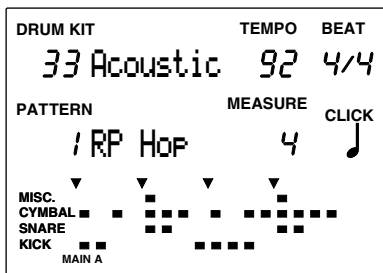 DRUM KIT TEMPO BEAT
33 Acoustic 92 4/4
PATTERN MEASURE CLICK
1 RP Hop 4
MISC.
CYMBAL
SNARE
KICK
MAIN A